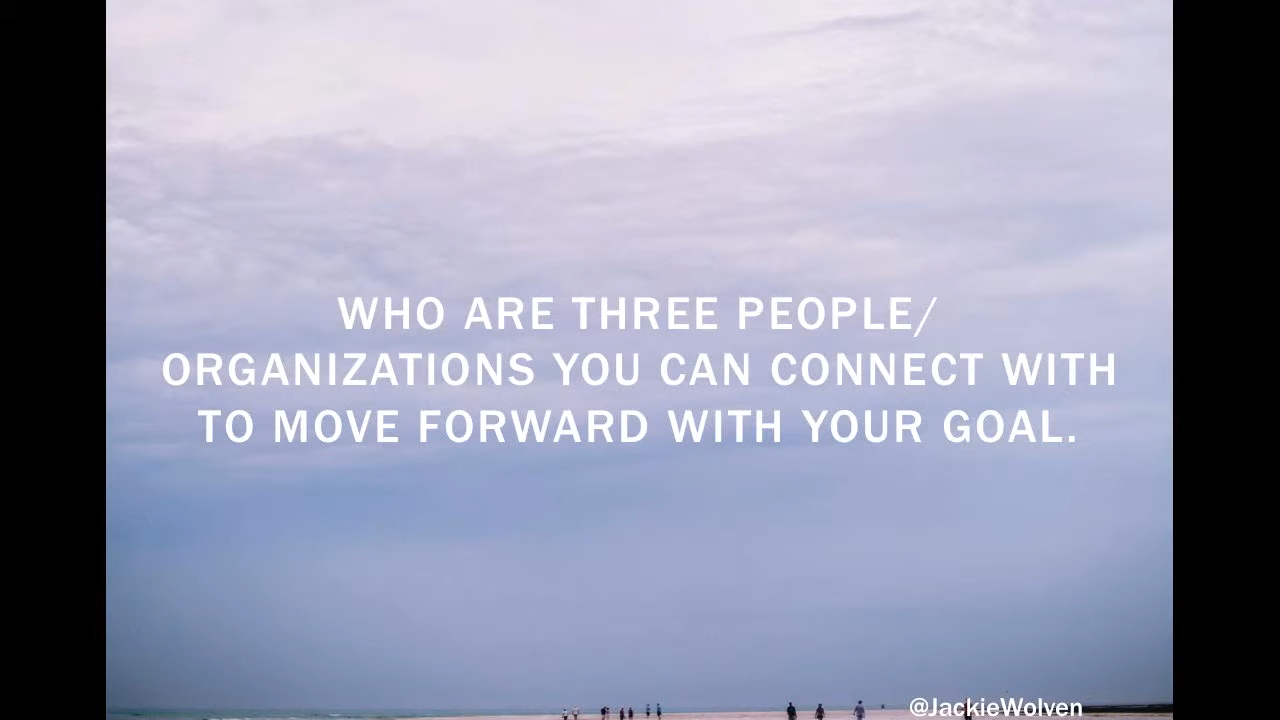 WHO ARE THREE PEOPLE/
ORGANIZATIONS YOU CAN CONNECT WITH
TO MOVE FORWARD WITH YOUR GOAL.
@JackieWolven